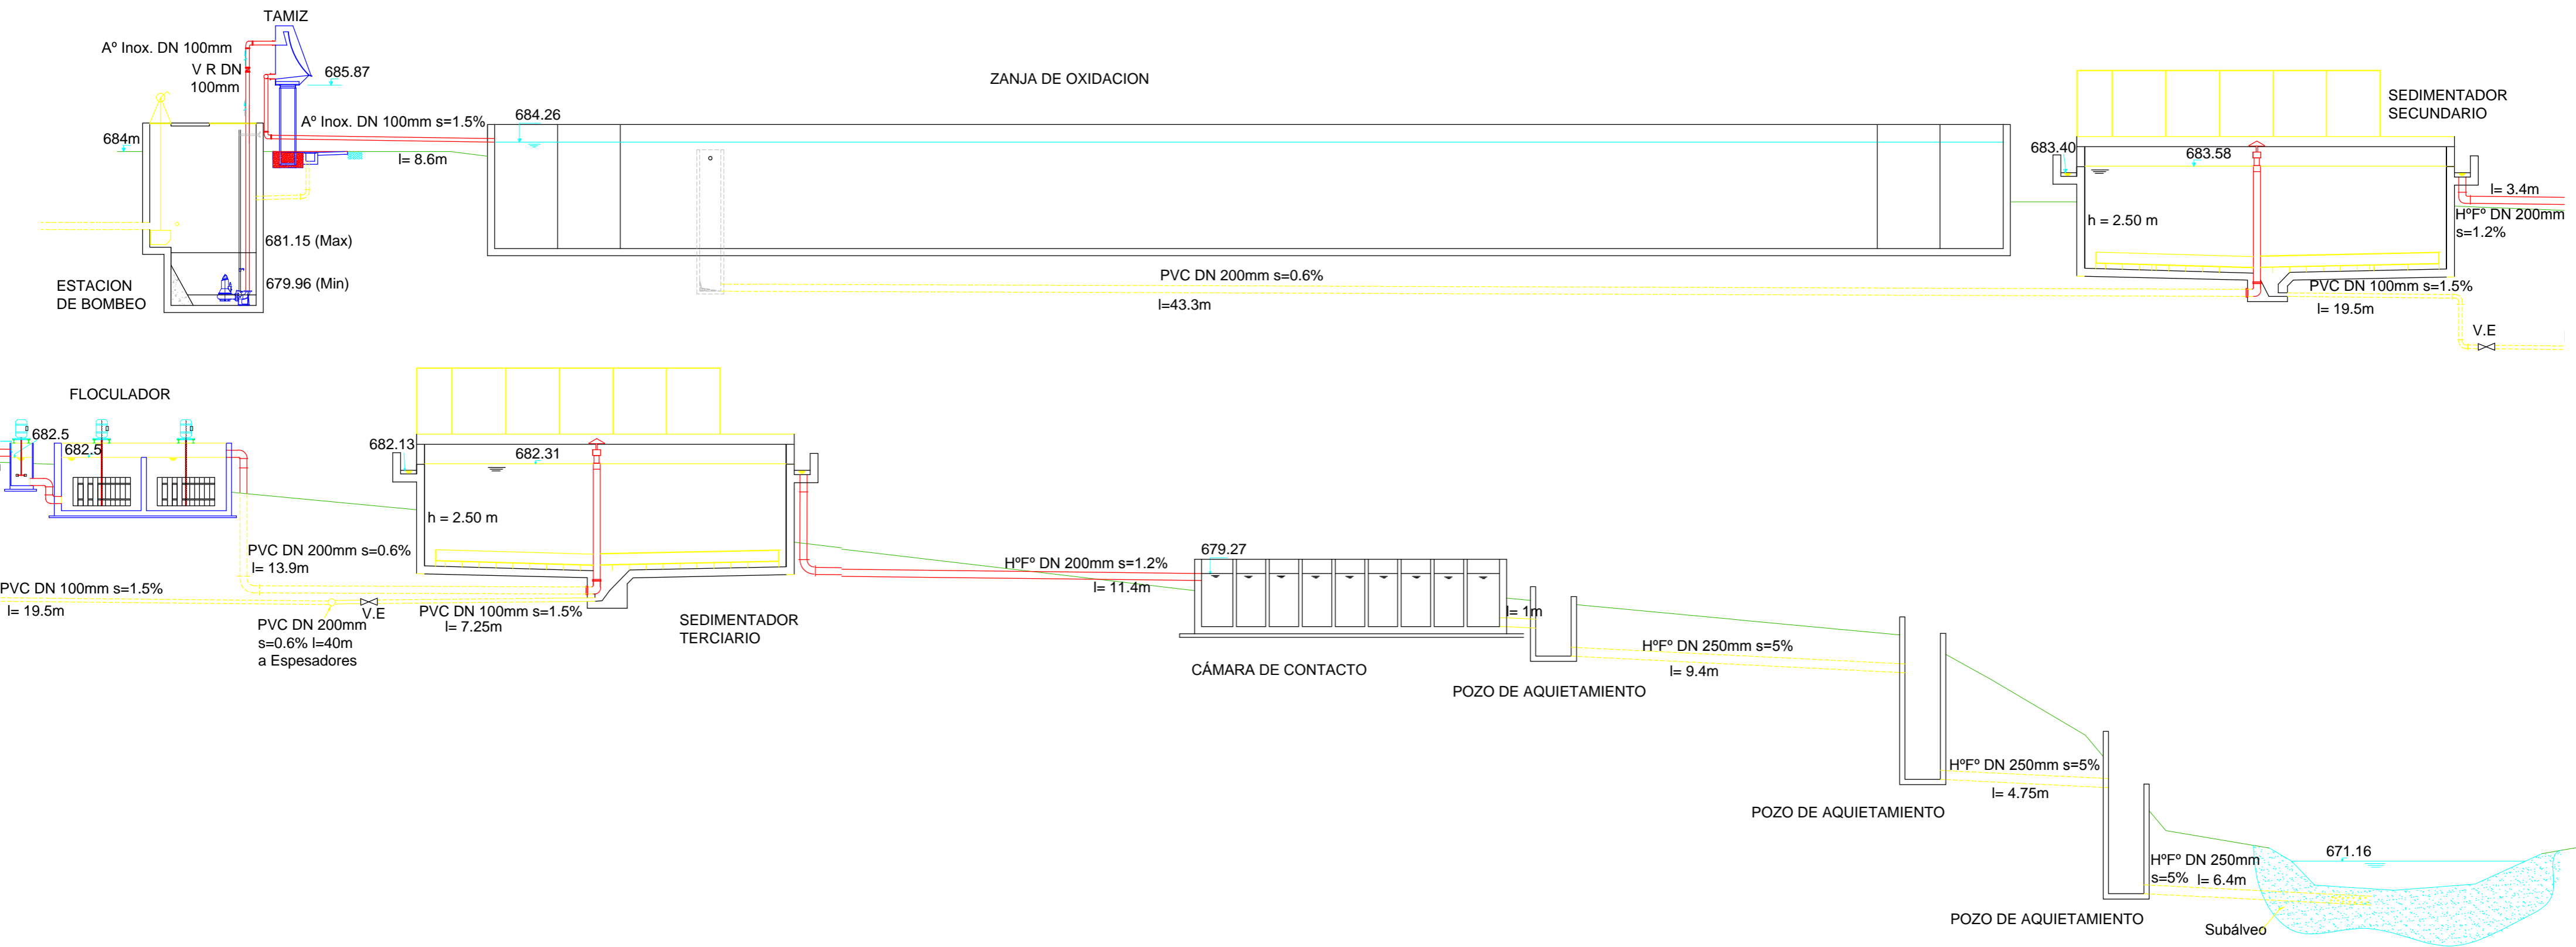 TAMIZ
Aº Inox. DN 100mm
V R DN
100mm
685.87
ZANJA DE OXIDACION
SEDIMENTADOR
SECUNDARIO
684m
Aº Inox. DN 100mm s=1.5%
684.26
l= 8.6m
683.40
683.58
l= 3.4m
h = 2.50 m
HºFº DN 200mm
s=1.2%
681.15 (Max)
679.96 (Min)
ESTACION
DE BOMBEO
PVC DN 200mm s=0.6%
l=43.3m
PVC DN 100mm s=1.5%
l= 19.5m
V.E
FLOCULADOR
682.5
682.5
682.13
682.31
h = 2.50 m
PVC DN 200mm s=0.6%
l= 13.9m
PVC DN 100mm s=1.5%
l= 19.5m
V.E
PVC DN 200mm
s=0.6% l=40m
a Espesadores
PVC DN 100mm s=1.5%
l= 7.25m
SEDIMENTADOR
TERCIARIO
HºFº DN 200mm s=1.2%
l= 11.4m
679.27
l= 1m
CÁMARA DE CONTACTO
HºFº DN 250mm s=5%
l= 9.4m
POZO DE AQUIETAMIENTO
HºFº DN 250mm s=5%
l= 4.75m
POZO DE AQUIETAMIENTO
671.16
HºFº DN 250mm
s=5% l= 6.4m
POZO DE AQUIETAMIENTO
Subálveo